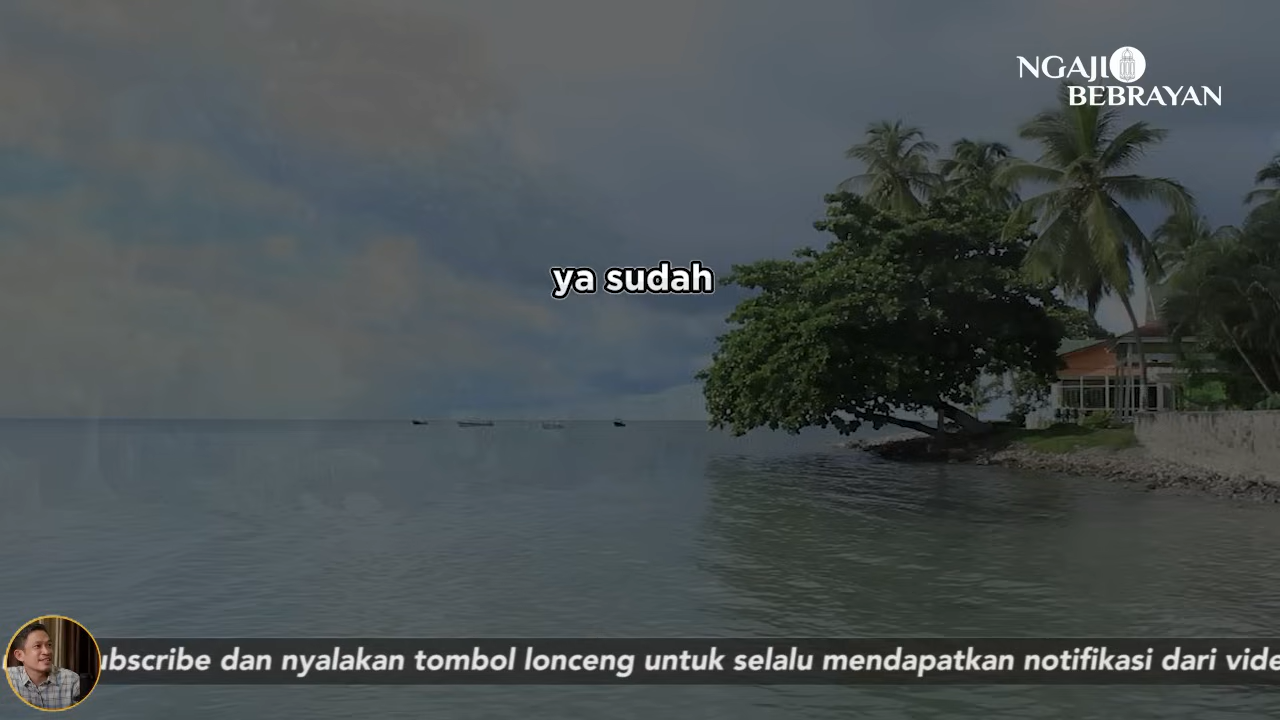 NGAJI
BEBRAYAN
ya sudah
ubscribe dan nyalakan tombol lonceng untuk selalu mendapatkan notifikasi dari vide